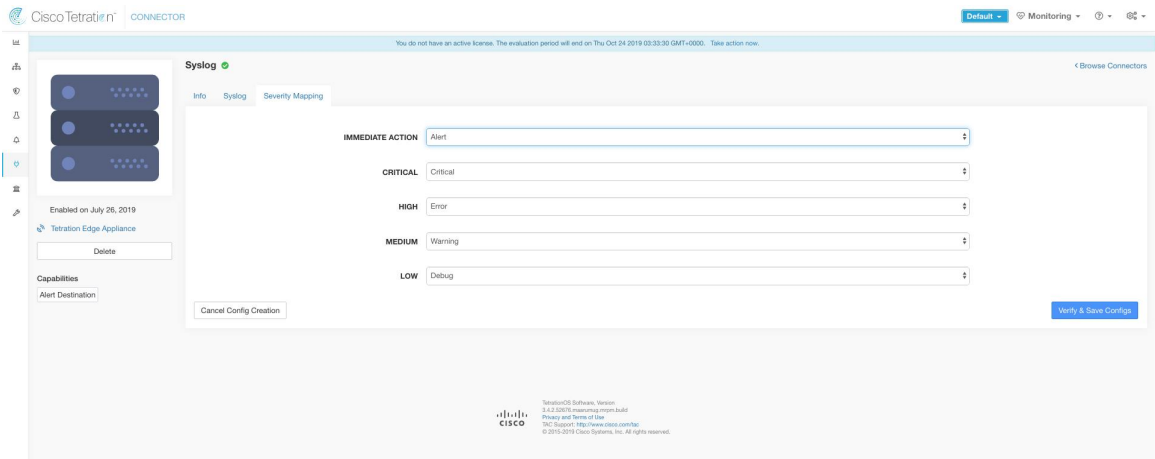 Cisco Tetration™ CONNECTOR
Default Monitoring
You do not have an active license. The evaluation period will end on Thu Oct 24 2019 03:33:30 GMT+0000. Take action now.
Syslog
Browse Connectors
Info Syslog Severity Mapping
IMMEDIATE ACTION Alert
CRITICAL Critical
HIGH Error
MEDIUM Warning
LOW Debug
Cancel Config Creation Verify & Save Configs
Enabled on July 26, 2019
Tetration Edge Appliance
Delete
Capabilities
Alert Destination
CISCO
TetrationOS Software, Version
Privacy and Terms of Use
TAC Support: http://www.cisco.com/tac
© 2015-2019 Cisco Systems, Inc. All rights reserved.